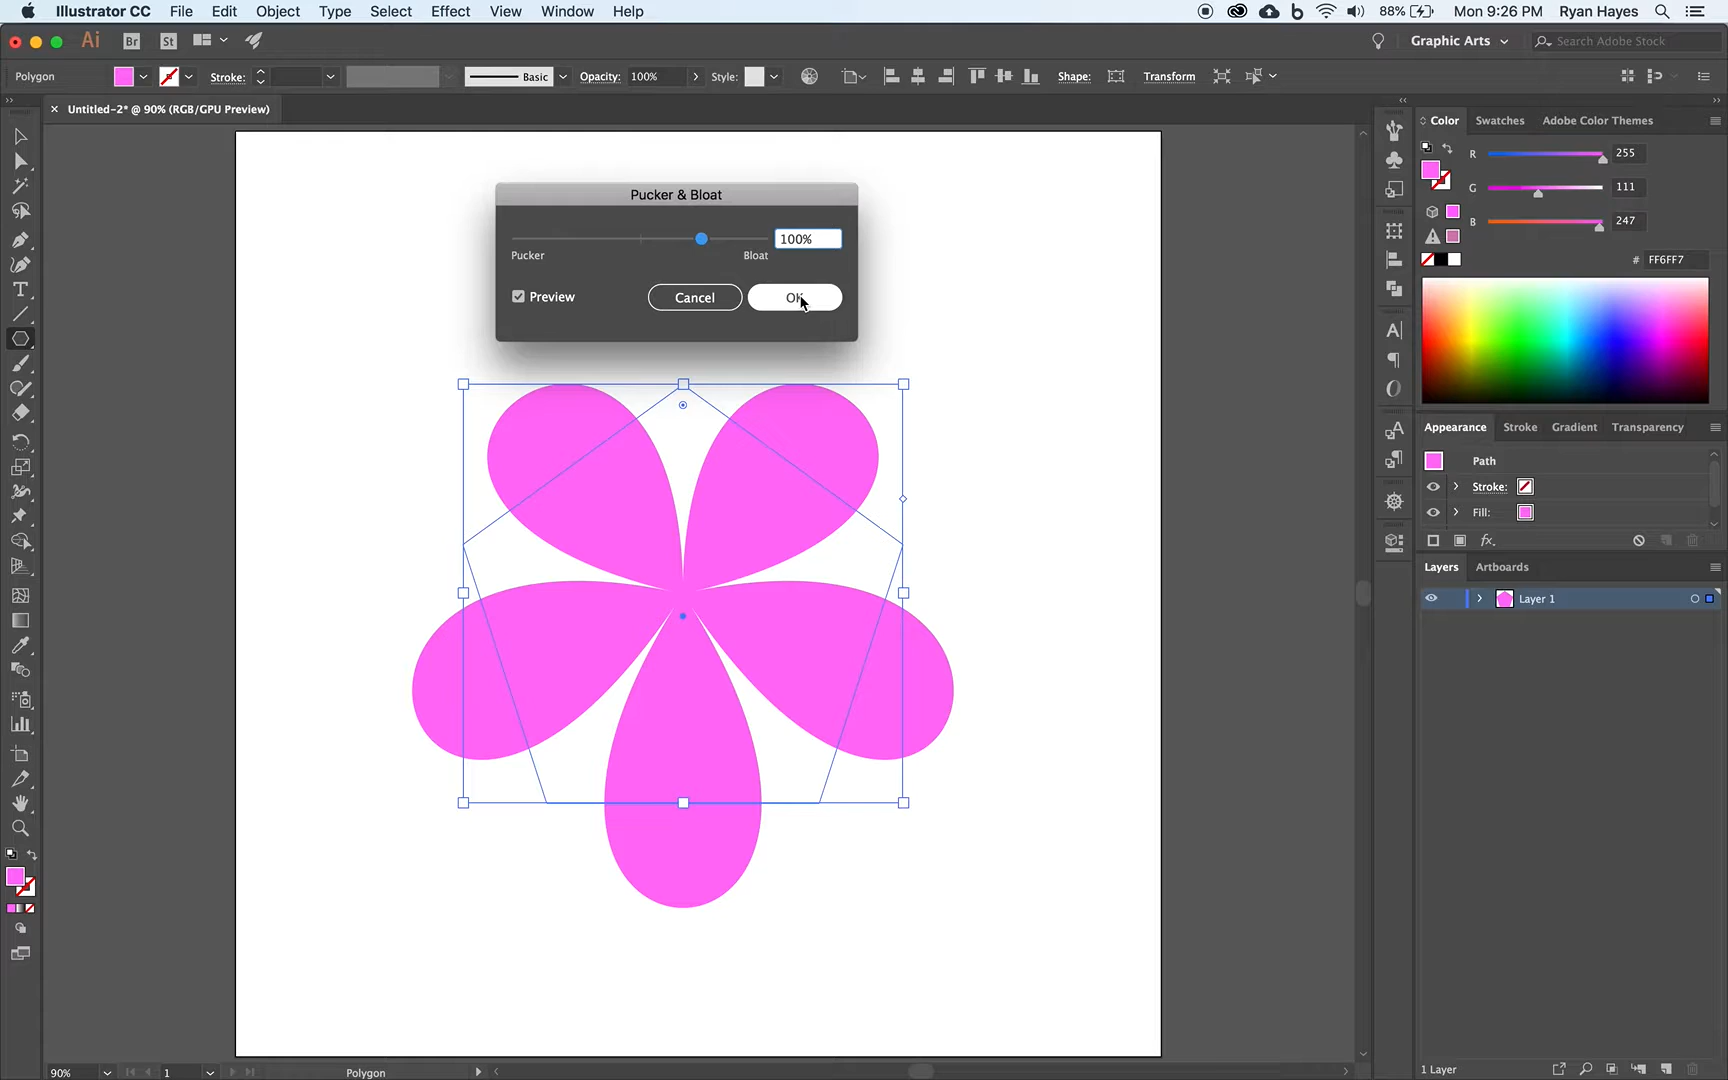 Illustrator CC File Edit Object Type Select Effect View Window Help 88% Mon 9:26 PM Ryan Hayes
Ai Br St Graphic Arts Search Adobe Stock
Polygon Stroke: Basic Opacity: 100% Style: Shape: Transform
Untitled-2* @ 90% (RGB/GPU Preview)
Color Swatches Adobe Color Themes
R 255
G 111
B 247
# FF6FF7
Pucker & Bloat
100%
Pucker Bloat
Preview Cancel OK
Appearance Stroke Gradient Transparency
Path
Stroke:
Fill:
fx
Layers Artboards
Layer 1
90% 1 Polygon 1 Layer